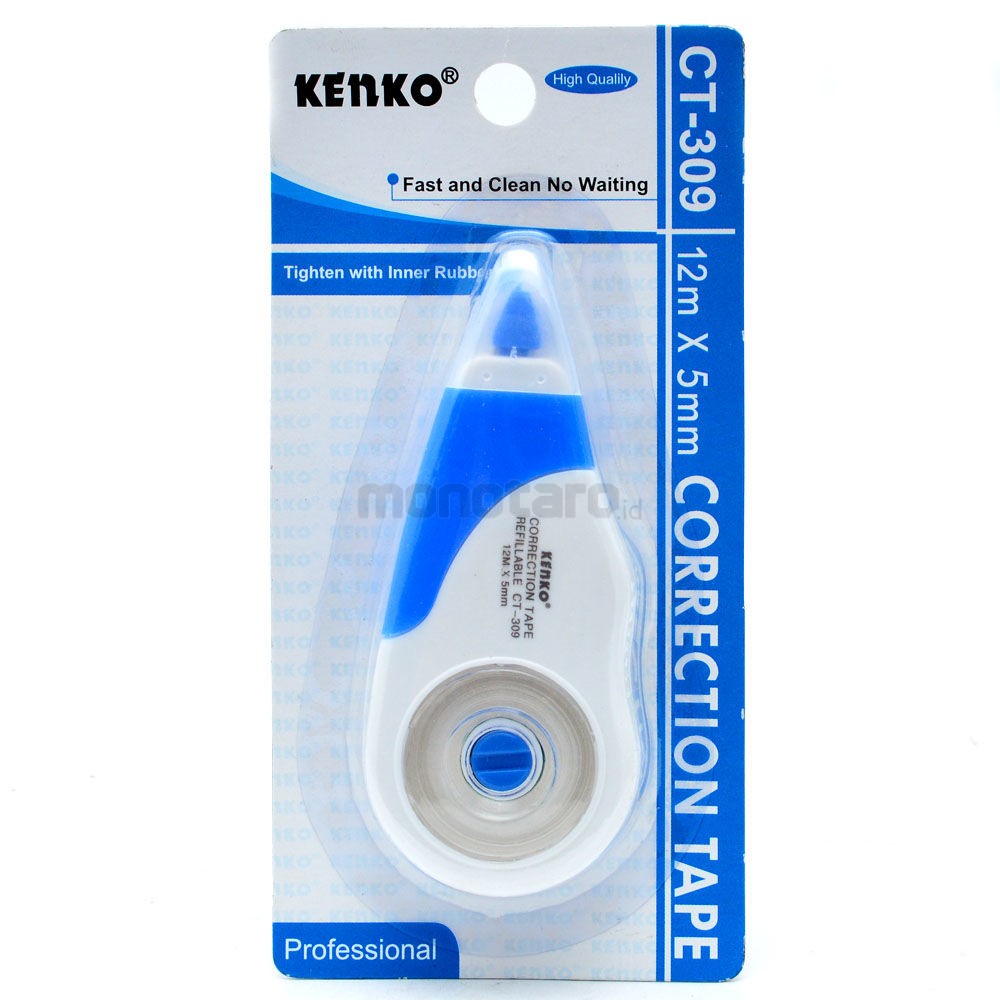 KENKO®
High Qualily
Fast and Clean No Waiting
Tighten with Inner Rubber
CT-309
12m X 5mm CORRECTION TAPE
monotaro.id
KENKO®
CORRECTION TAPE
REFILLABLE CT-309
12M X 5mm
Professional